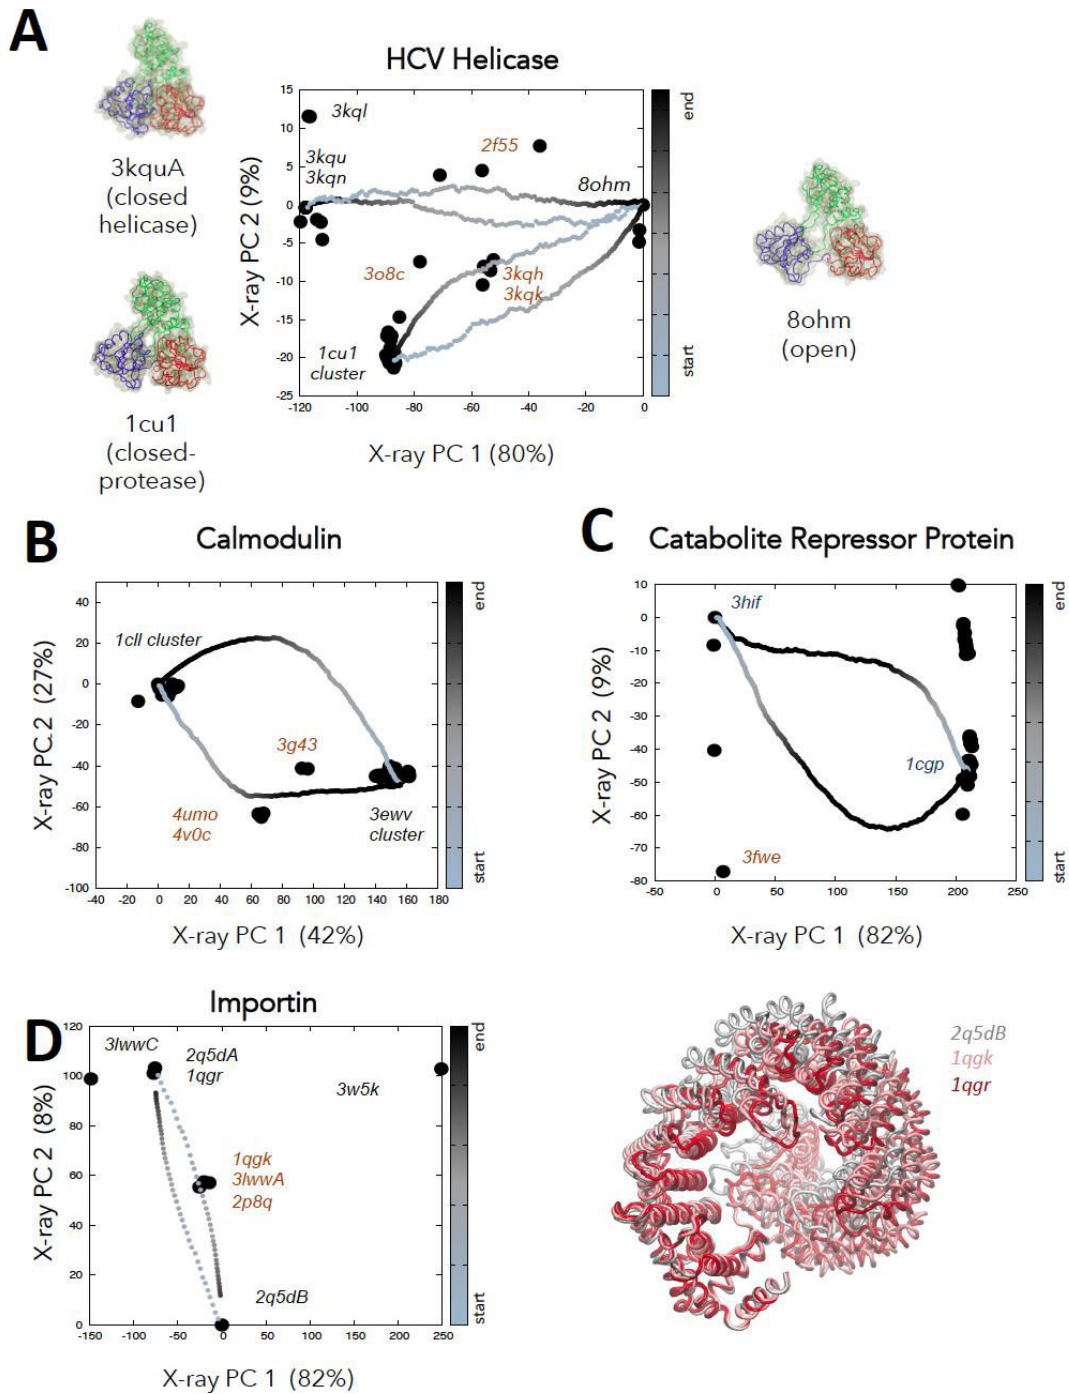 A
HCV Helicase
3kquA
(closed
helicase)
1cu1
(closed-
protease)
15
10
5
0
-5
-10
-15
-20
-25
-120
-100
-80
-60
-40
-20
0
X-ray PC 2 (9%)
X-ray PC 1 (80%)
3kql
3kqu
3kqn
2f55
8ohm
3o8c
3kqh
3kqk
1cu1
cluster
end
start
8ohm
(open)
B
Calmodulin
40
20
0
-20
-40
-60
-80
-100
-40
-20
0
20
40
60
80
100
120
140
160
180
X-ray PC 2 (27%)
X-ray PC 1 (42%)
1cll cluster
3g43
4umo
4v0c
3ewv
cluster
end
start
C
Catabolite Repressor Protein
10
0
-10
-20
-30
-40
-50
-60
-70
-80
-50
0
50
100
150
200
250
X-ray PC 2 (9%)
X-ray PC 1 (82%)
3hif
1cgp
3fwe
end
start
D
Importin
120
100
80
60
40
20
0
-150
-100
-50
0
50
100
150
200
250
X-ray PC 2 (8%)
X-ray PC 1 (82%)
3lwwC
2q5dA
1qgr
3w5k
1qgk
3lwwA
2p8q
2q5dB
end
start
2q5dB
1qgk
1qgr